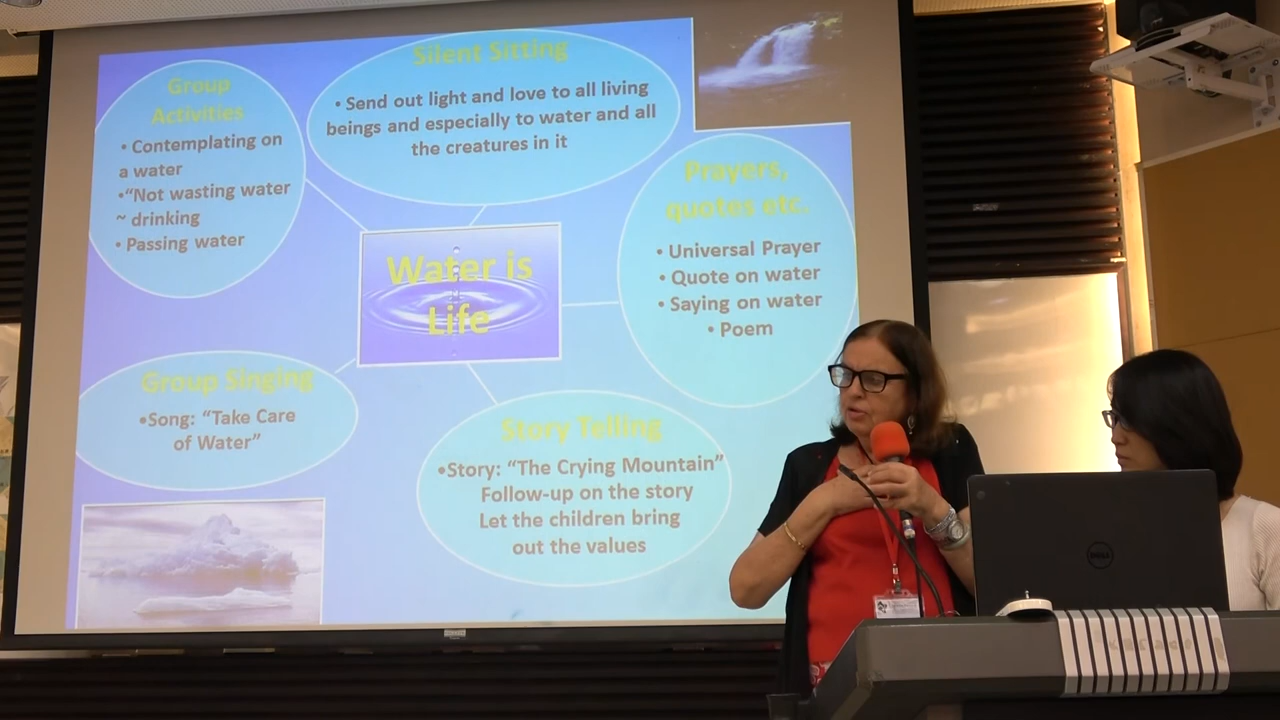 Silent Sitting
• Send out light and love to all living
beings and especially to water and all
the creatures in it
Group
Activities
• Contemplating on
a water
•“Not wasting water
~ drinking
• Passing water
Prayers,
quotes etc.
• Universal Prayer
• Quote on water
• Saying on water
• Poem
Water is
Life
Group Singing
•Song: “Take Care
of Water”
Story Telling
•Story: “The Crying Mountain”
Follow-up on the story
Let the children bring
out the values
DELL